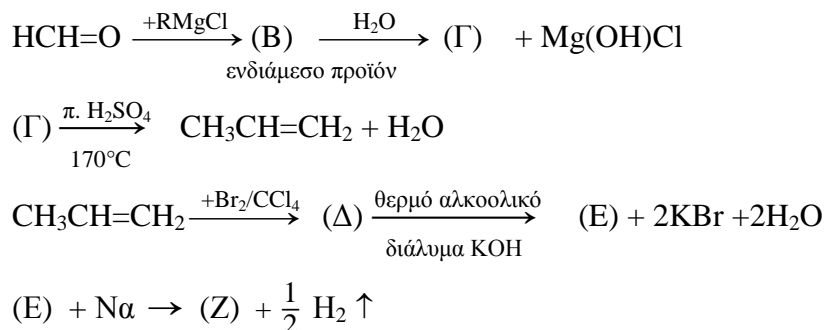 HCH=O +RMgCl → (B) H₂O → (Γ) + Mg(OH)Cl
ενδιάμεσο προϊόν
(Γ) π. H₂SO₄ → CH₃CH=CH₂ + H₂O
170°C
CH₃CH=CH₂ +Br₂/CCl₄ → (Δ) θερμό αλκοολικό → (E) + 2KBr +2H₂O
διάλυμα KOH
(E) + Να → (Z) + 1/2 H₂ ↑